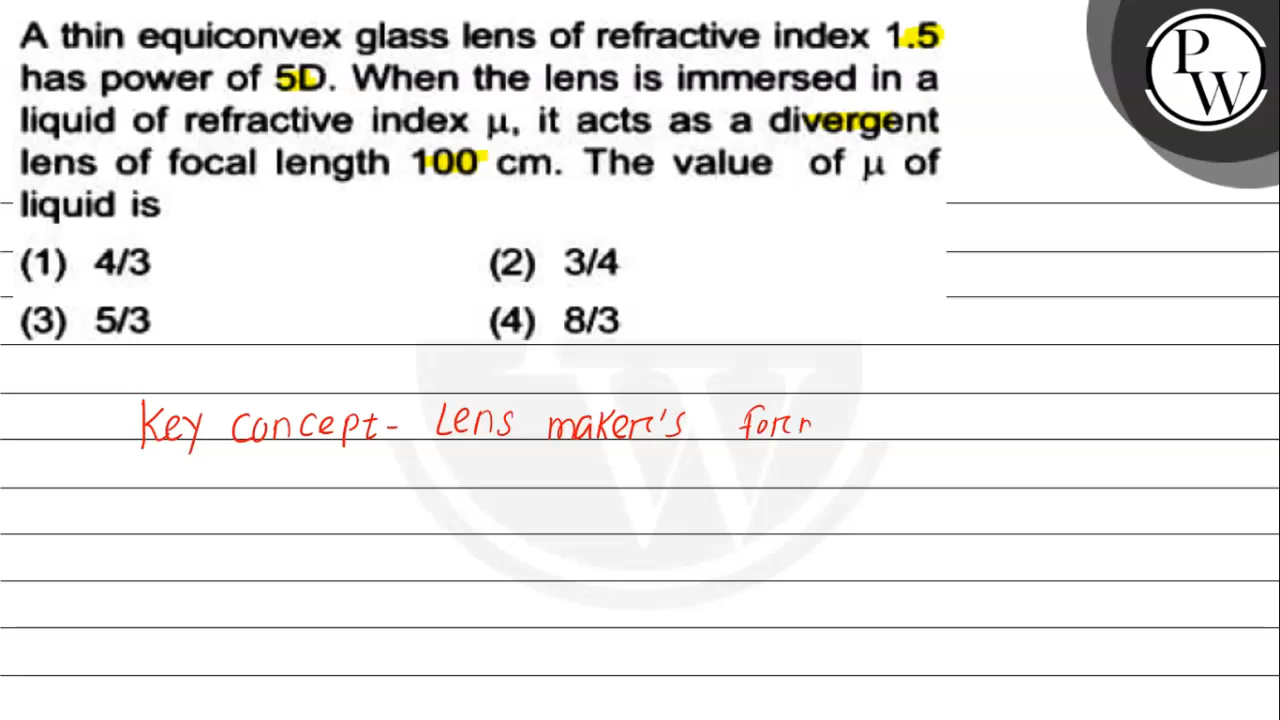 A thin equiconvex glass lens of refractive index 1.5
has power of 5D. When the lens is immersed in a
liquid of refractive index μ, it acts as a divergent
lens of focal length 100 cm. The value of μ of
liquid is
(1) 4/3 (2) 3/4
(3) 5/3 (4) 8/3
Key concept- Lens maker's form
PW